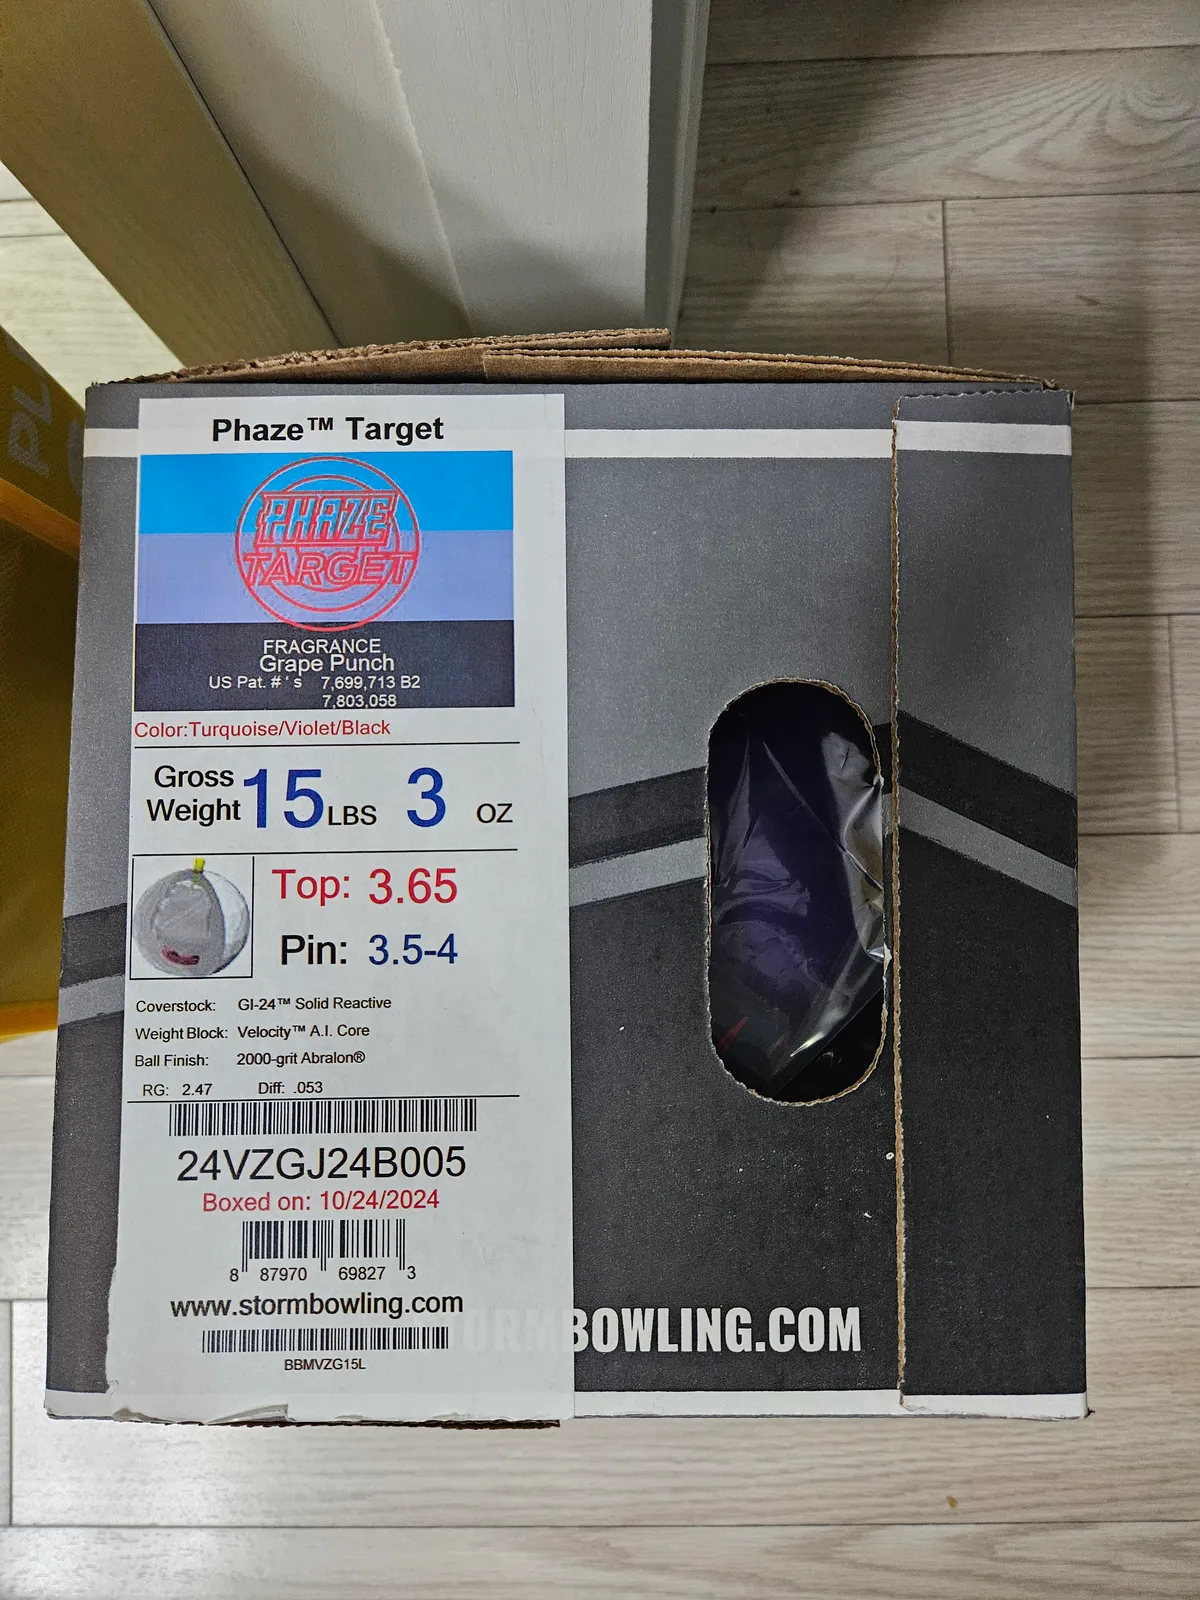 Phaze™ Target
PHAZE
TARGET
FRAGRANCE
Grape Punch
US Pat. # ' s 7,699,713 B2
7,803,058
Color:Turquoise/Violet/Black
Gross Weight 15 LBS 3 OZ
Top: 3.65
Pin: 3.5-4
Coverstock: GI-24™ Solid Reactive
Weight Block: Velocity™ A.I. Core
Ball Finish: 2000-grit Abralon®
RG: 2.47 Diff: .053
24VZGJ24B005
Boxed on: 10/24/2024
8 87970 69827 3
www.stormbowling.com
STORMBOWLING.COM
BBMVZG15L